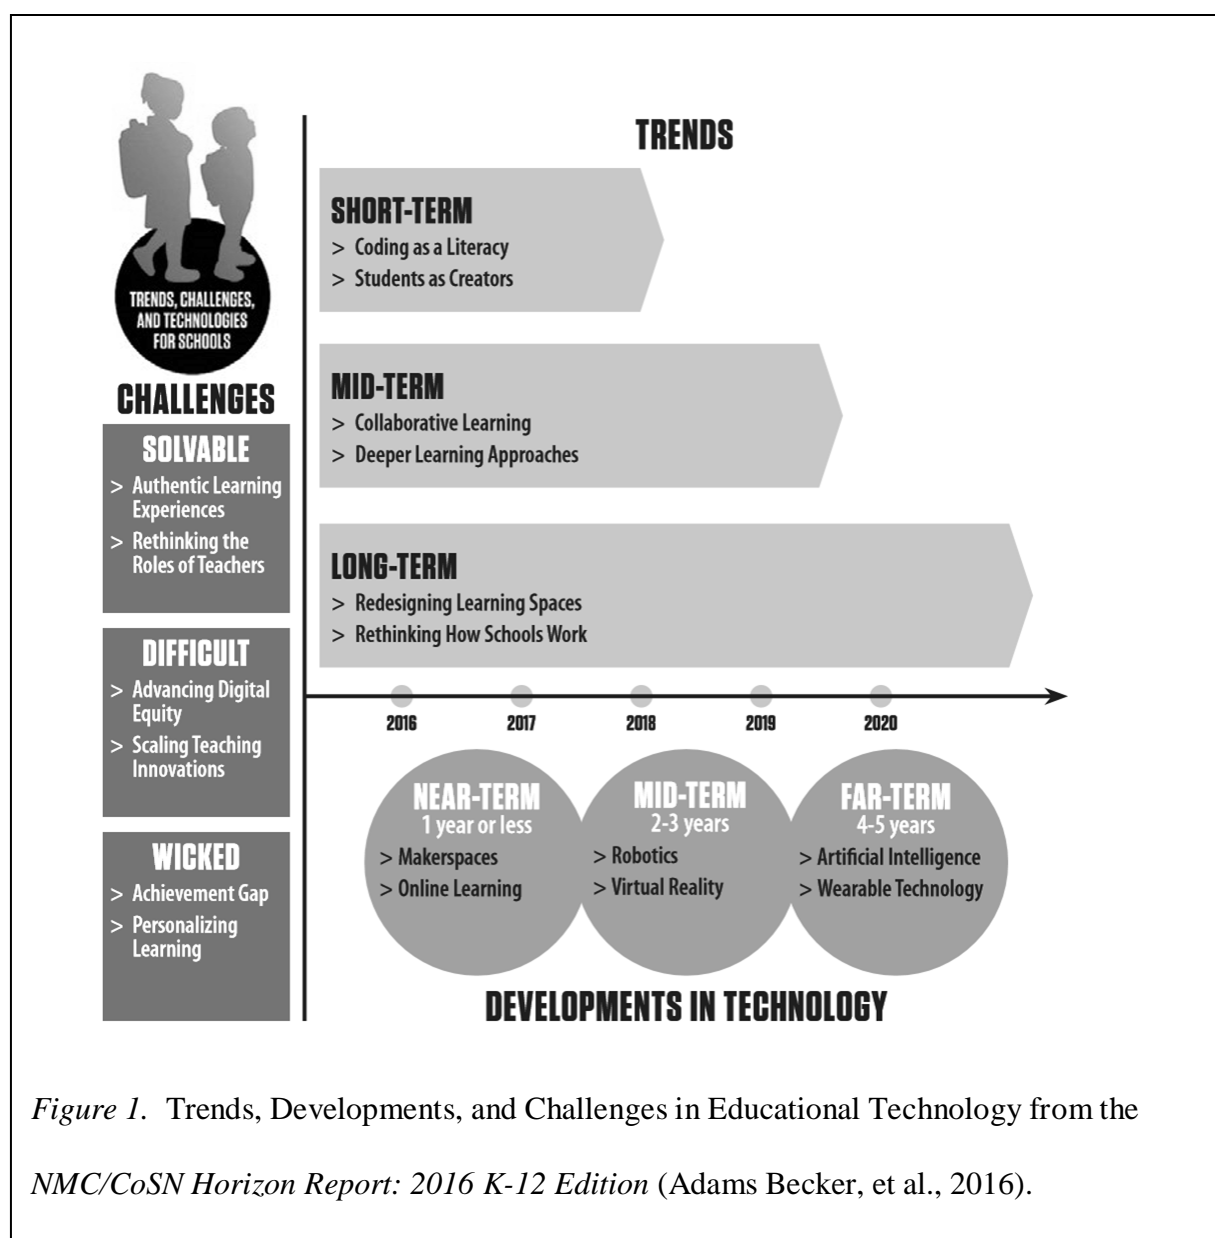 TRENDS, CHALLENGES,
AND TECHNOLOGIES
FOR SCHOOLS
CHALLENGES
SOLVABLE
> Authentic Learning
Experiences
> Rethinking the
Roles of Teachers
DIFFICULT
> Advancing Digital
Equity
> Scaling Teaching
Innovations
WICKED
> Achievement Gap
> Personalizing
Learning
TRENDS
SHORT-TERM
> Coding as a Literacy
> Students as Creators
MID-TERM
> Collaborative Learning
> Deeper Learning Approaches
LONG-TERM
> Redesigning Learning Spaces
> Rethinking How Schools Work
2016 2017 2018 2019 2020
NEAR-TERM
1 year or less
> Makerspaces
> Online Learning
MID-TERM
2-3 years
> Robotics
> Virtual Reality
FAR-TERM
4-5 years
> Artificial Intelligence
> Wearable Technology
DEVELOPMENTS IN TECHNOLOGY
Figure 1. Trends, Developments, and Challenges in Educational Technology from the
NMC/CoSN Horizon Report: 2016 K-12 Edition (Adams Becker, et al., 2016).